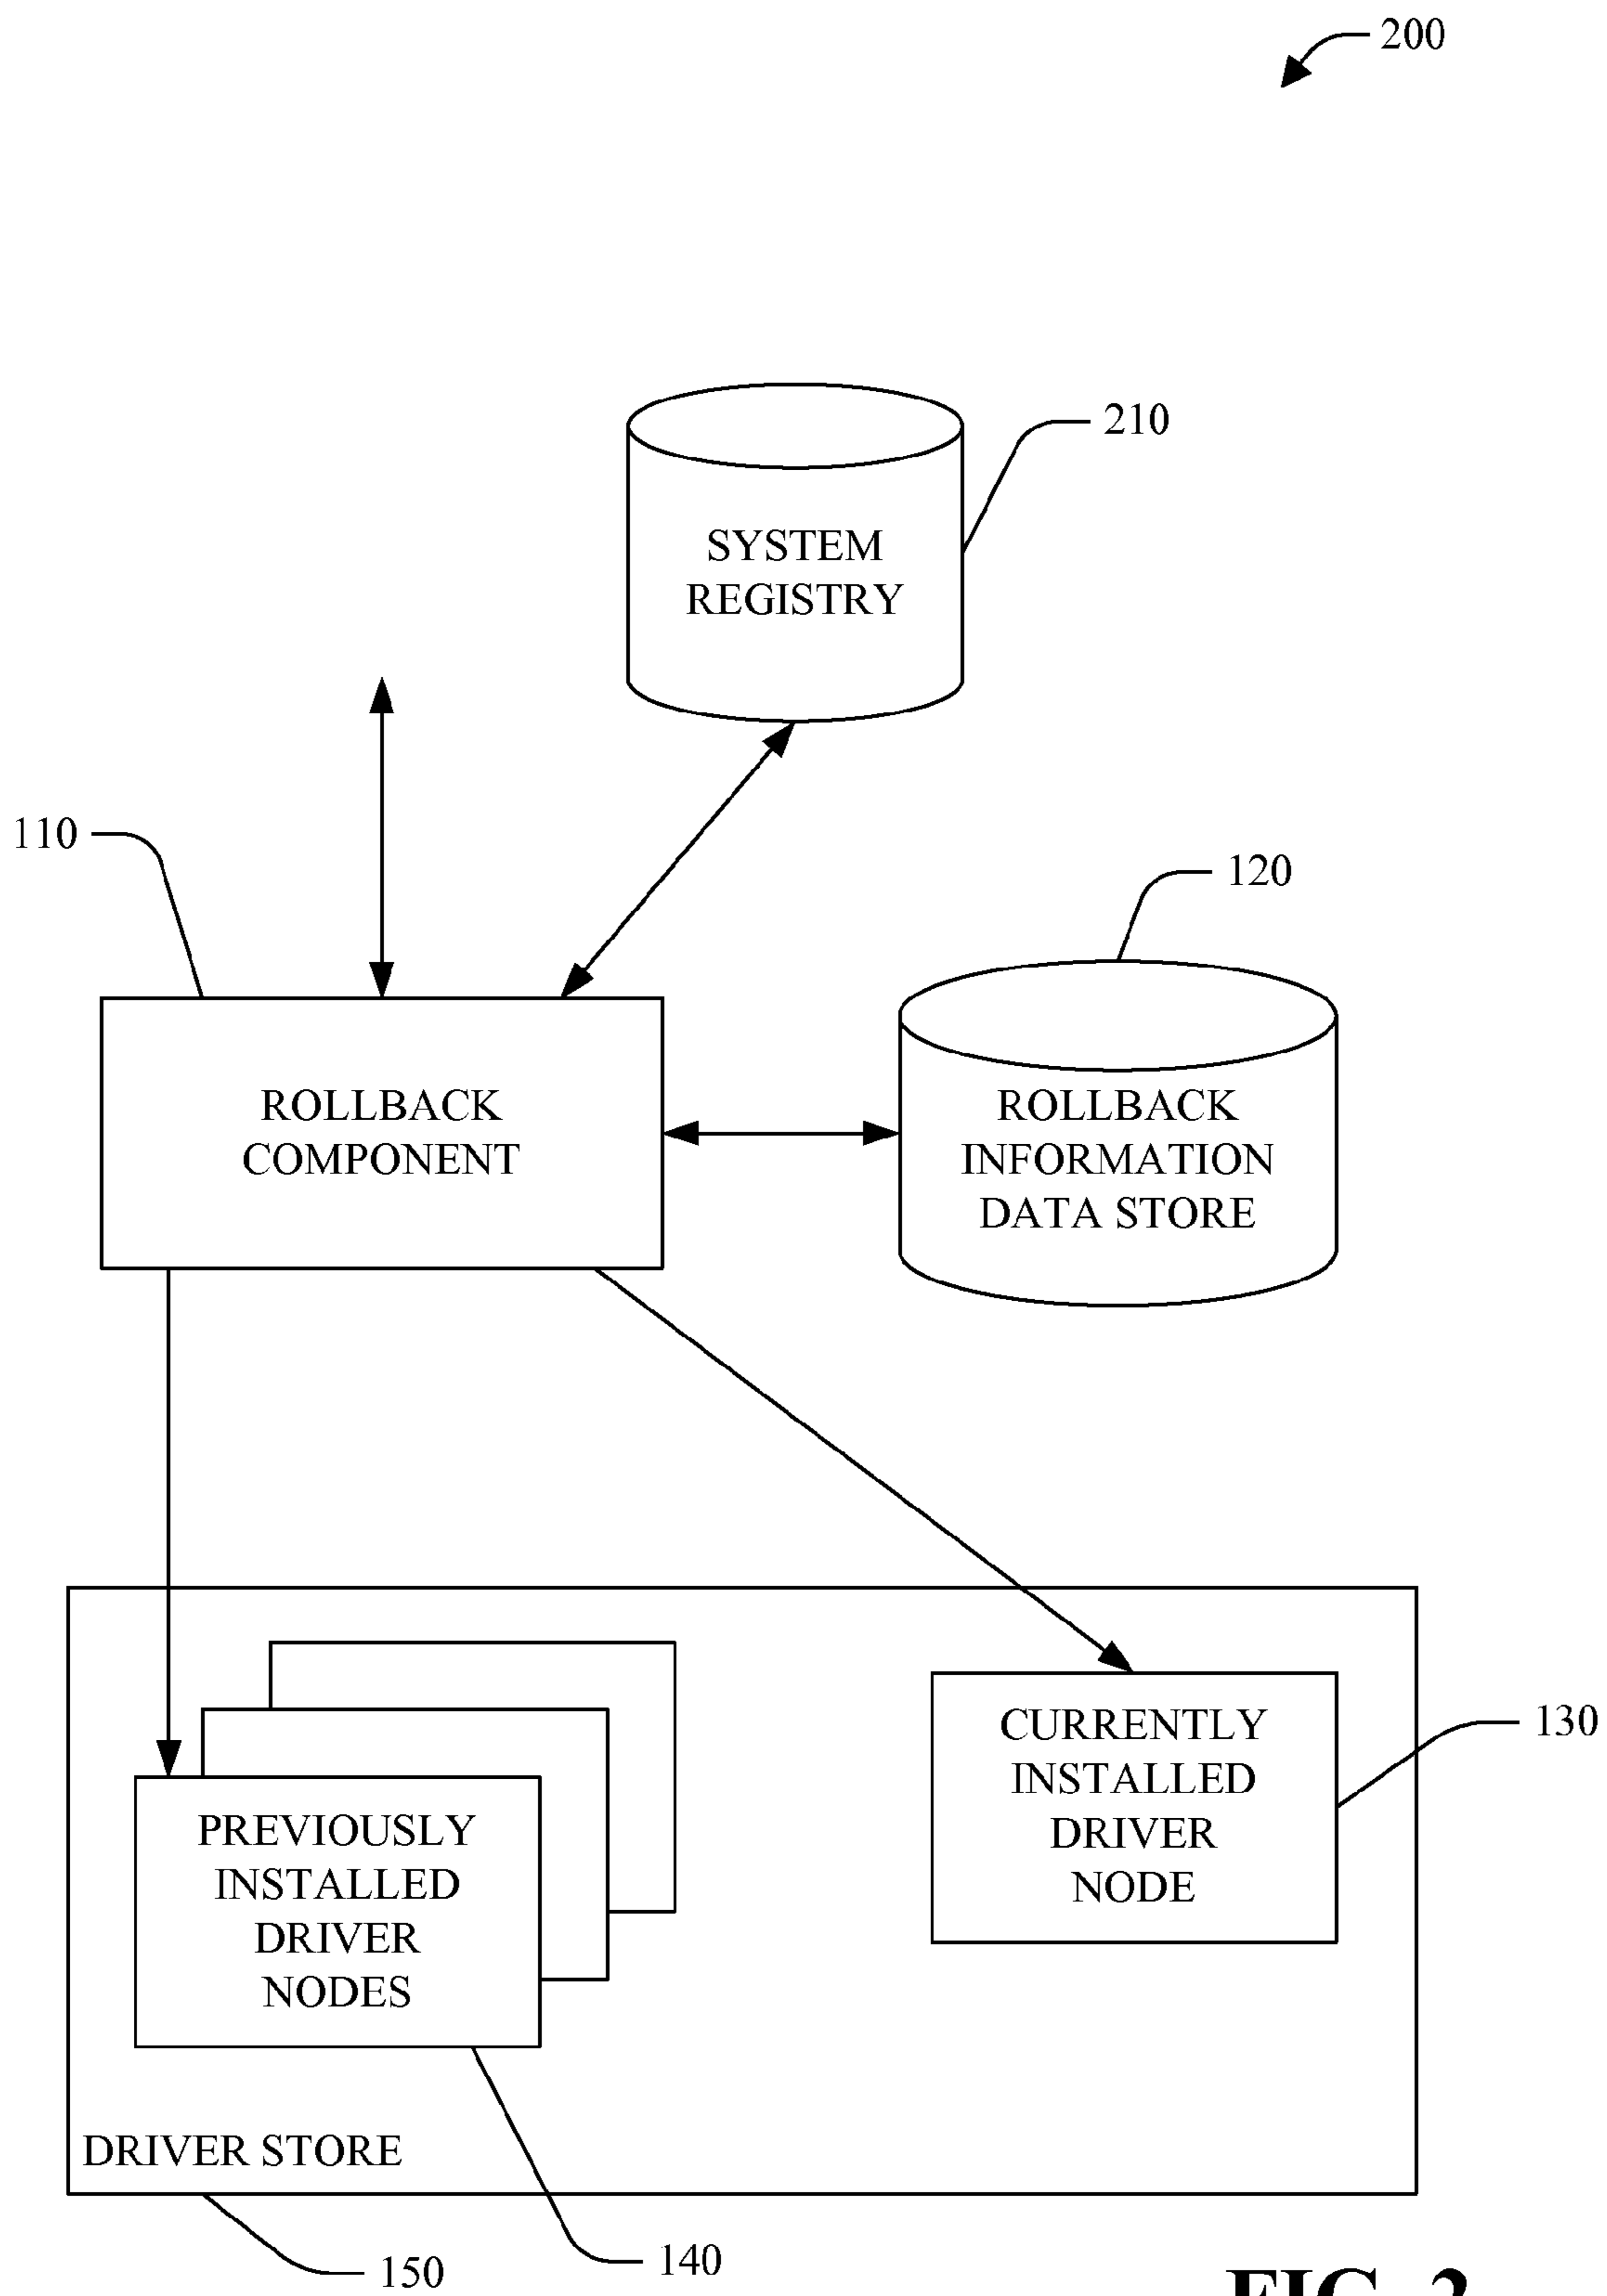 200
210
SYSTEM
REGISTRY
110
120
ROLLBACK
COMPONENT
ROLLBACK
INFORMATION
DATA STORE
130
CURRENTLY
INSTALLED
DRIVER
NODE
PREVIOUSLY
INSTALLED
DRIVER
NODES
DRIVER STORE
140
150